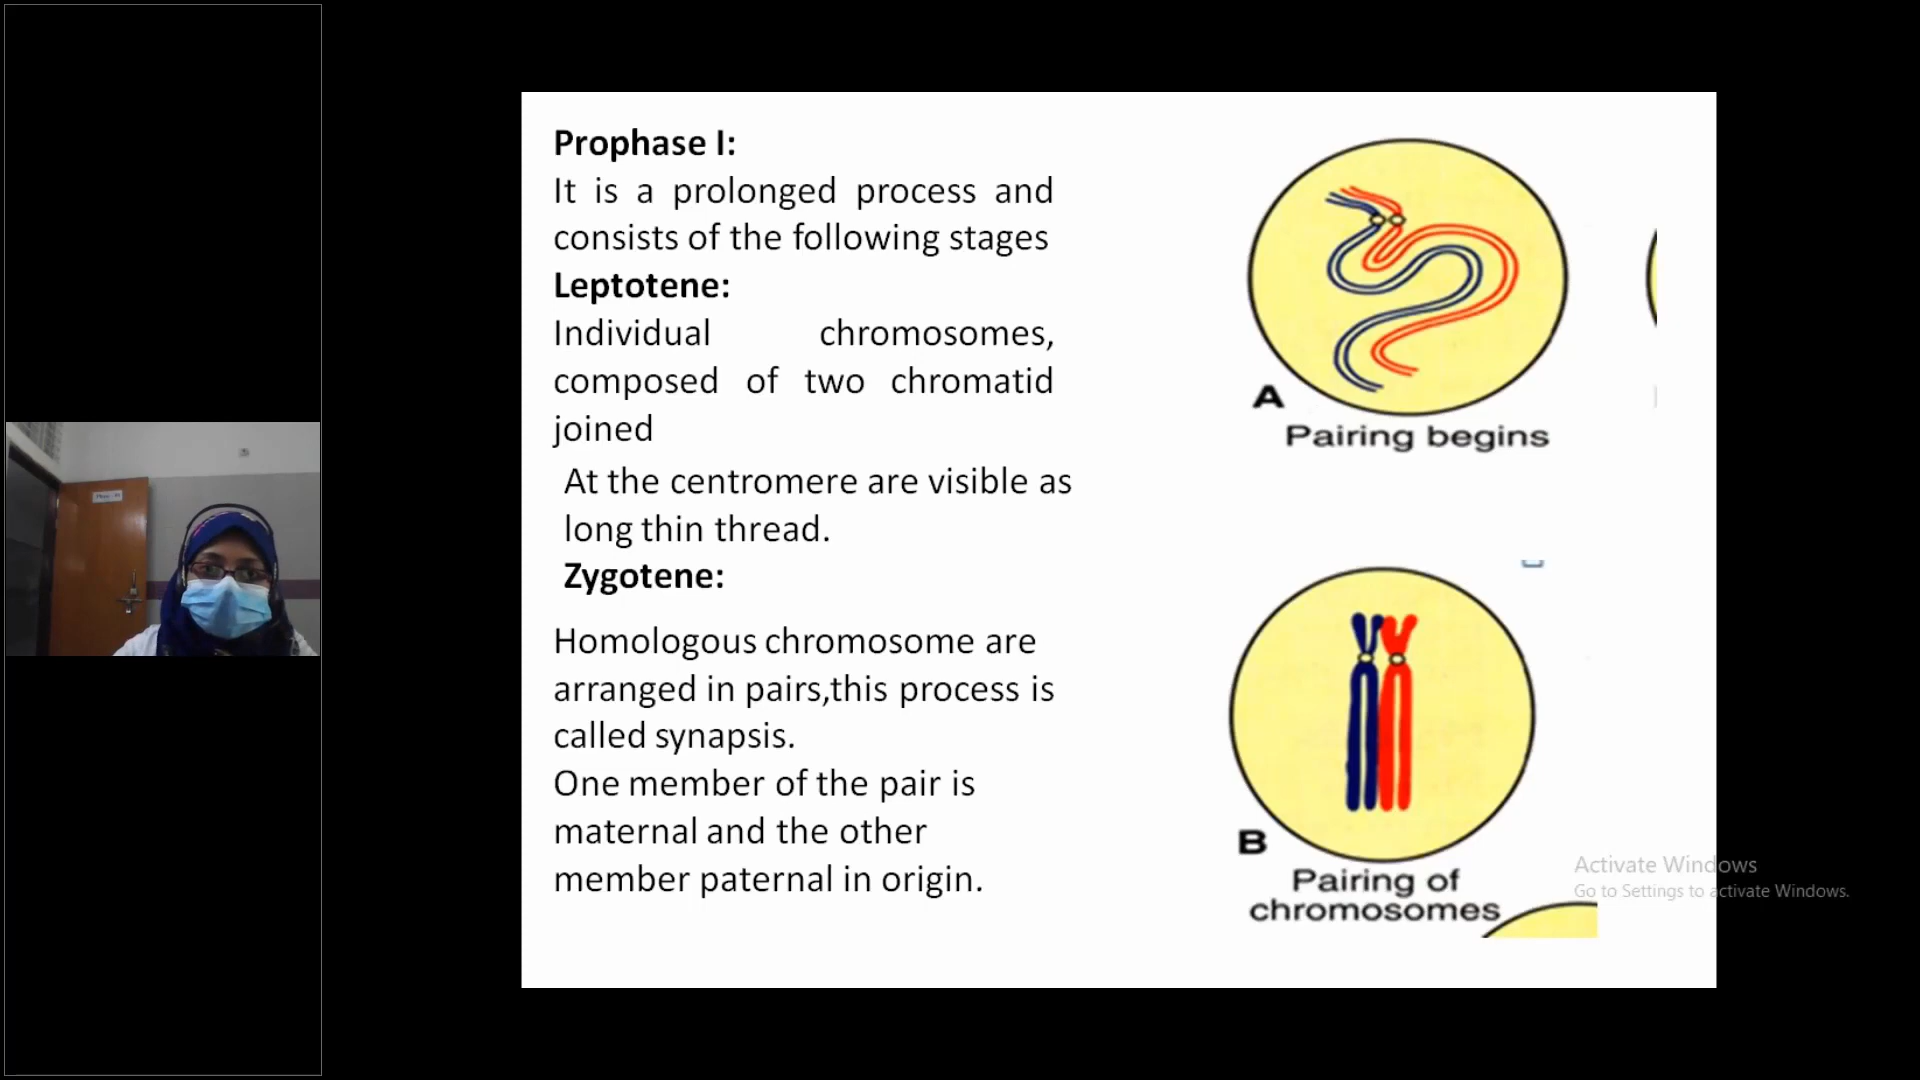 Prophase I:
It is a prolonged process and
consists of the following stages
Leptotene:
Individual chromosomes,
composed of two chromatid
joined
At the centromere are visible as
long thin thread.
Zygotene:
Homologous chromosome are
arranged in pairs,this process is
called synapsis.
One member of the pair is
maternal and the other
member paternal in origin.
A
Pairing begins
B
Pairing of
chromosomes
Activate Windows
Go to Settings to activate Windows.